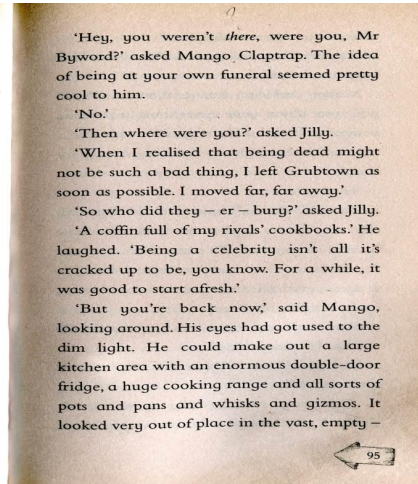 ‘Hey, you weren’t there, were you, Mr
Byword?’ asked Mango Claptrap. The idea
of being at your own funeral seemed pretty
cool to him.
‘No.’
‘Then where were you?’ asked Jilly.
‘When I realised that being dead might
not be such a bad thing, I left Grubtown as
soon as possible. I moved far, far away.’
‘So who did they – er – bury?’ asked Jilly.
‘A coffin full of my rivals’ cookbooks.’ He
laughed. ‘Being a celebrity isn’t all it’s
cracked up to be, you know. For a while, it
was good to start afresh.’
‘But you’re back now,’ said Mango,
looking around. His eyes had got used to the
dim light. He could make out a large
kitchen area with an enormous double-door
fridge, a huge cooking range and all sorts of
pots and pans and whisks and gizmos. It
looked very out of place in the vast, empty –
95